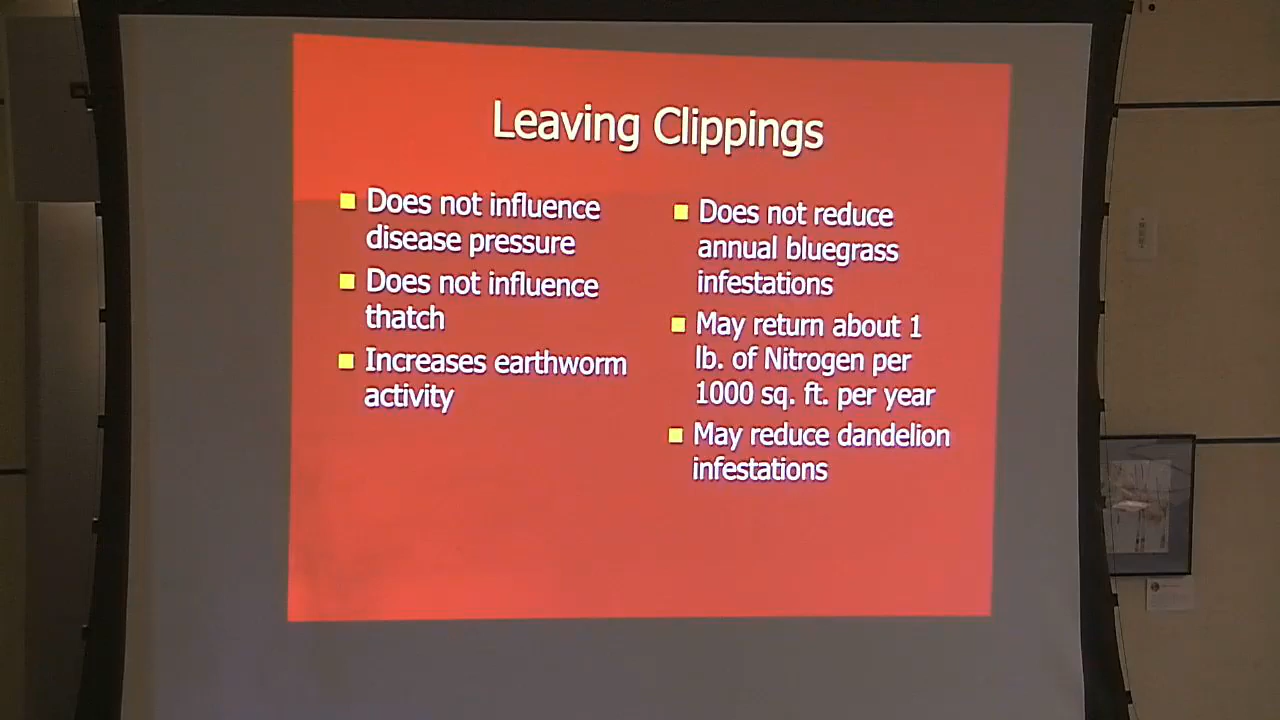 Leaving Clippings
Does not influence
disease pressure
Does not influence
thatch
Increases earthworm
activity
Does not reduce
annual bluegrass
infestations
May return about 1
lb. of Nitrogen per
1000 sq. ft. per year
May reduce dandelion
infestations